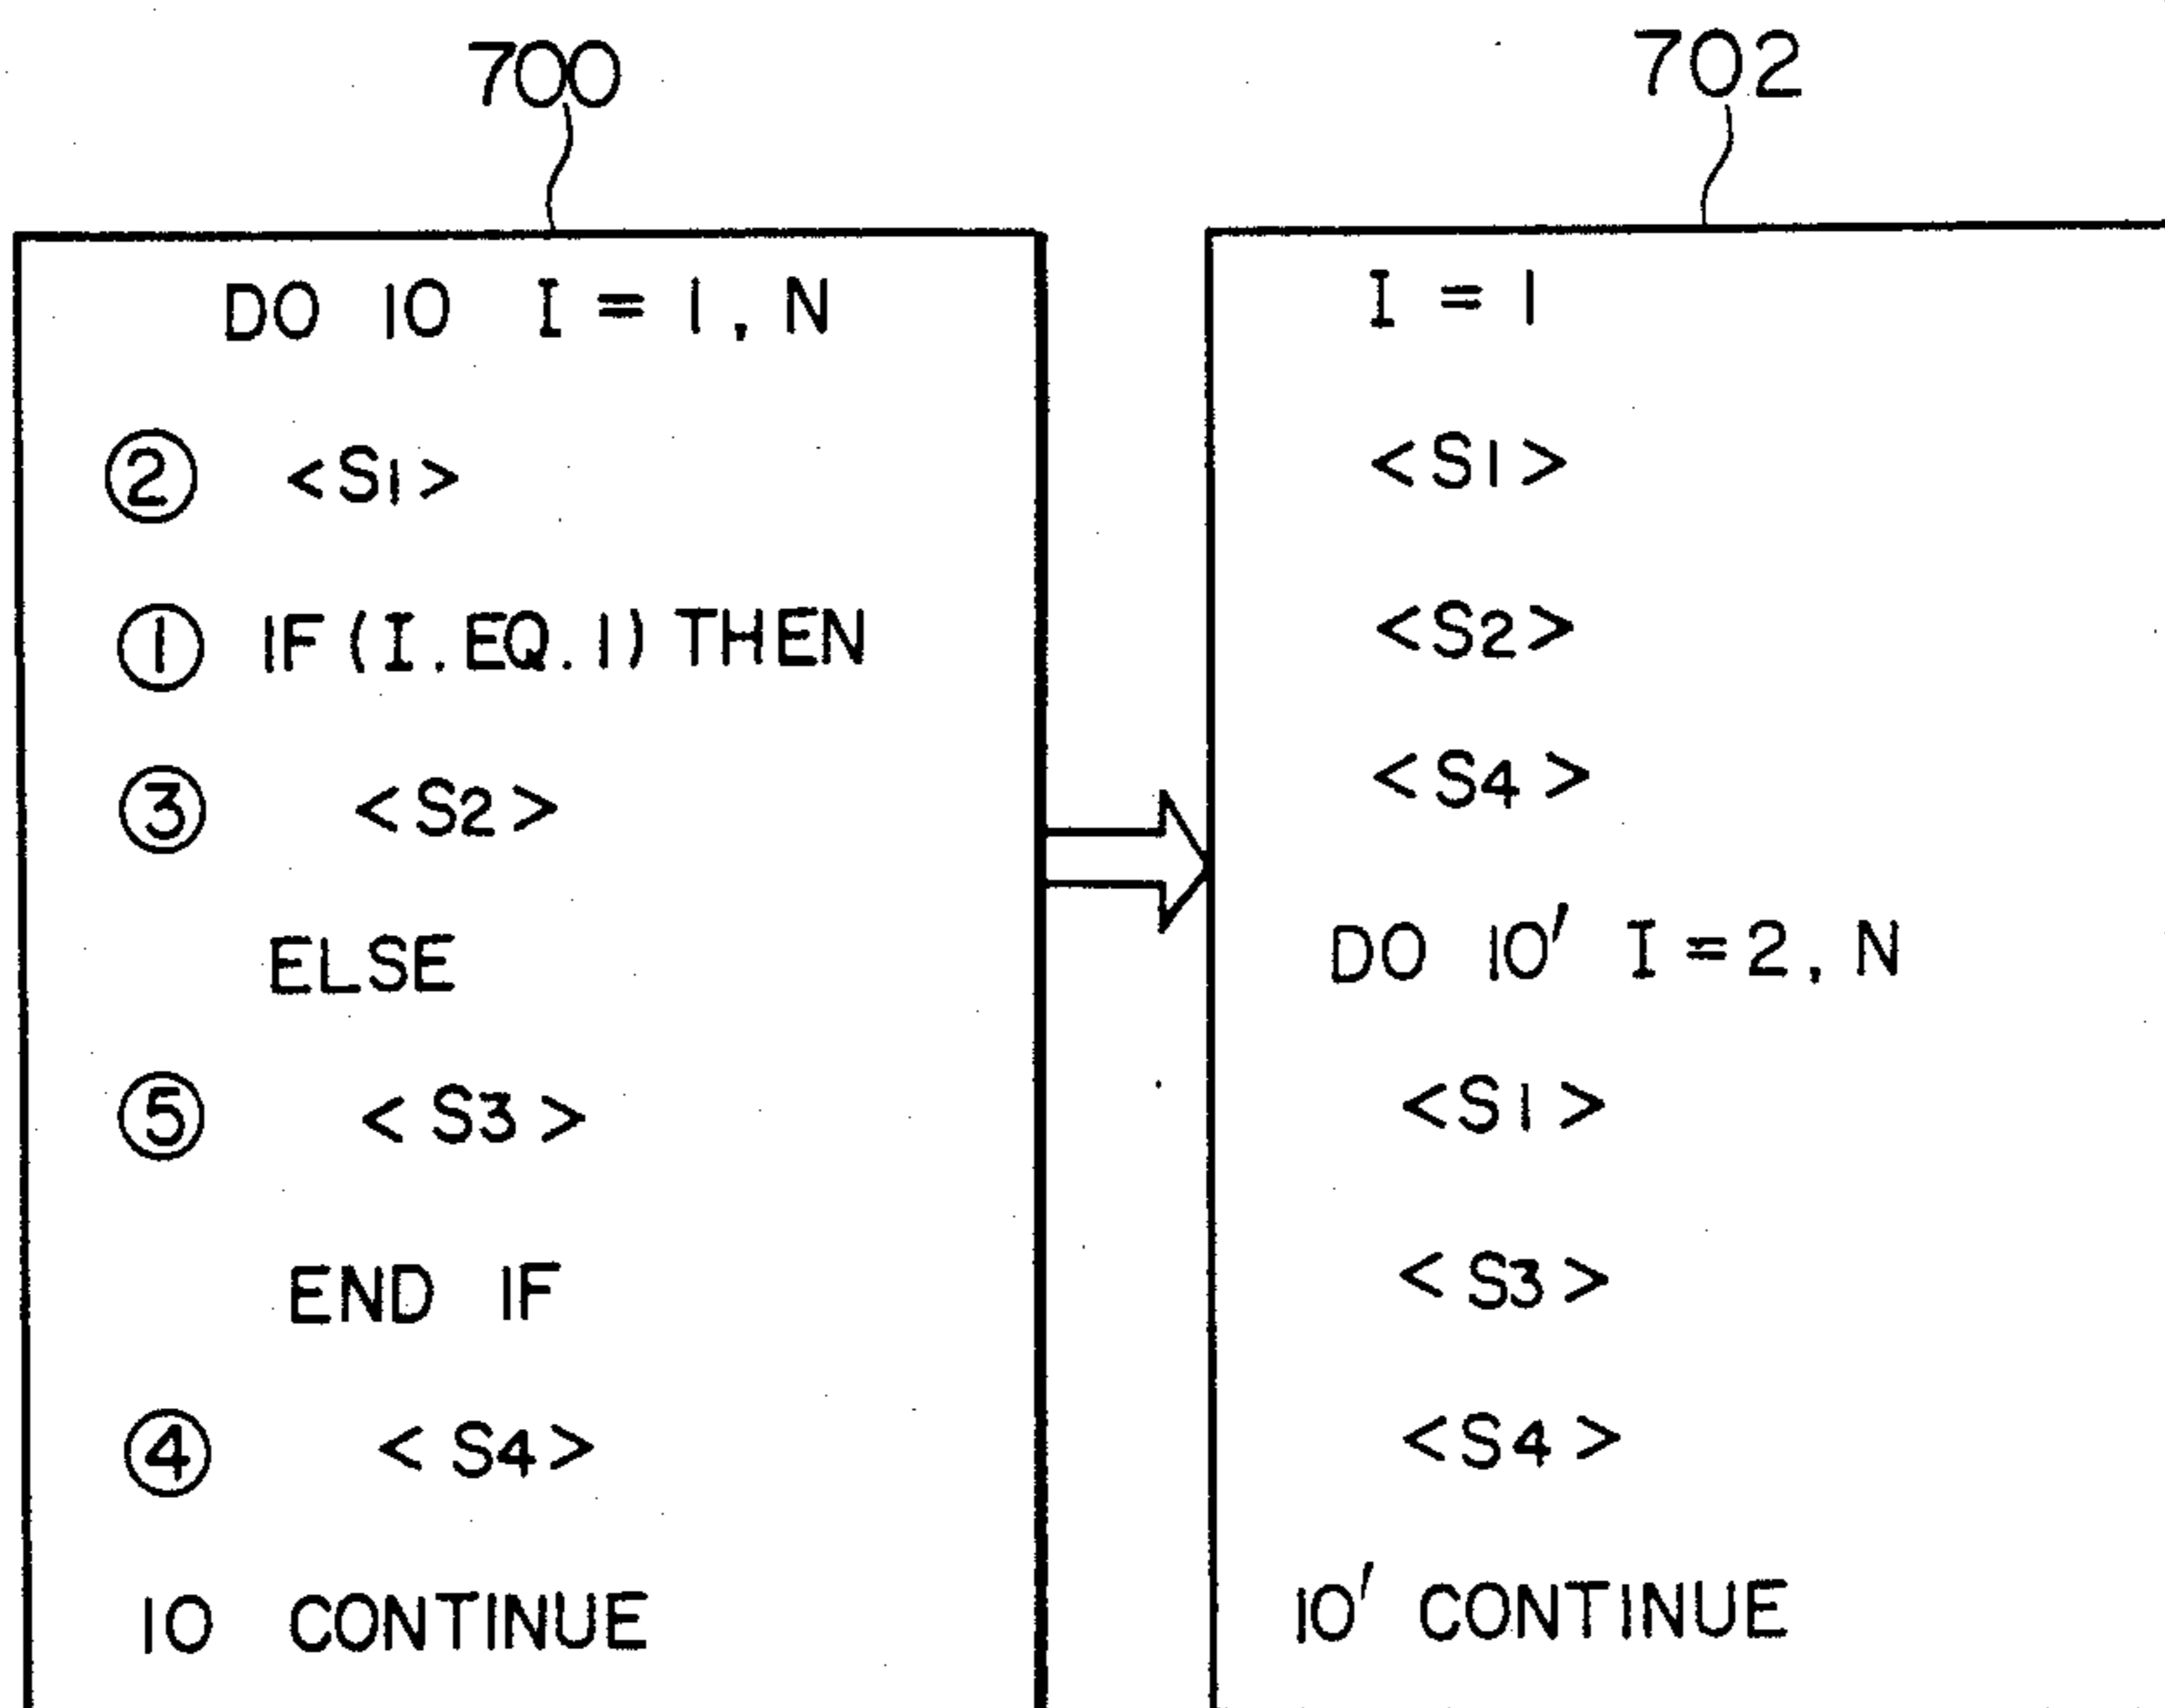 700
DO 10 I = 1, N
② <S1>
① IF (I.EQ.1) THEN
③ <S2>
ELSE
⑤ <S3>
END IF
④ <S4>
10 CONTINUE
702
I = 1
<S1>
<S2>
<S4>
DO 10' I = 2, N
<S1>
<S3>
<S4>
10' CONTINUE